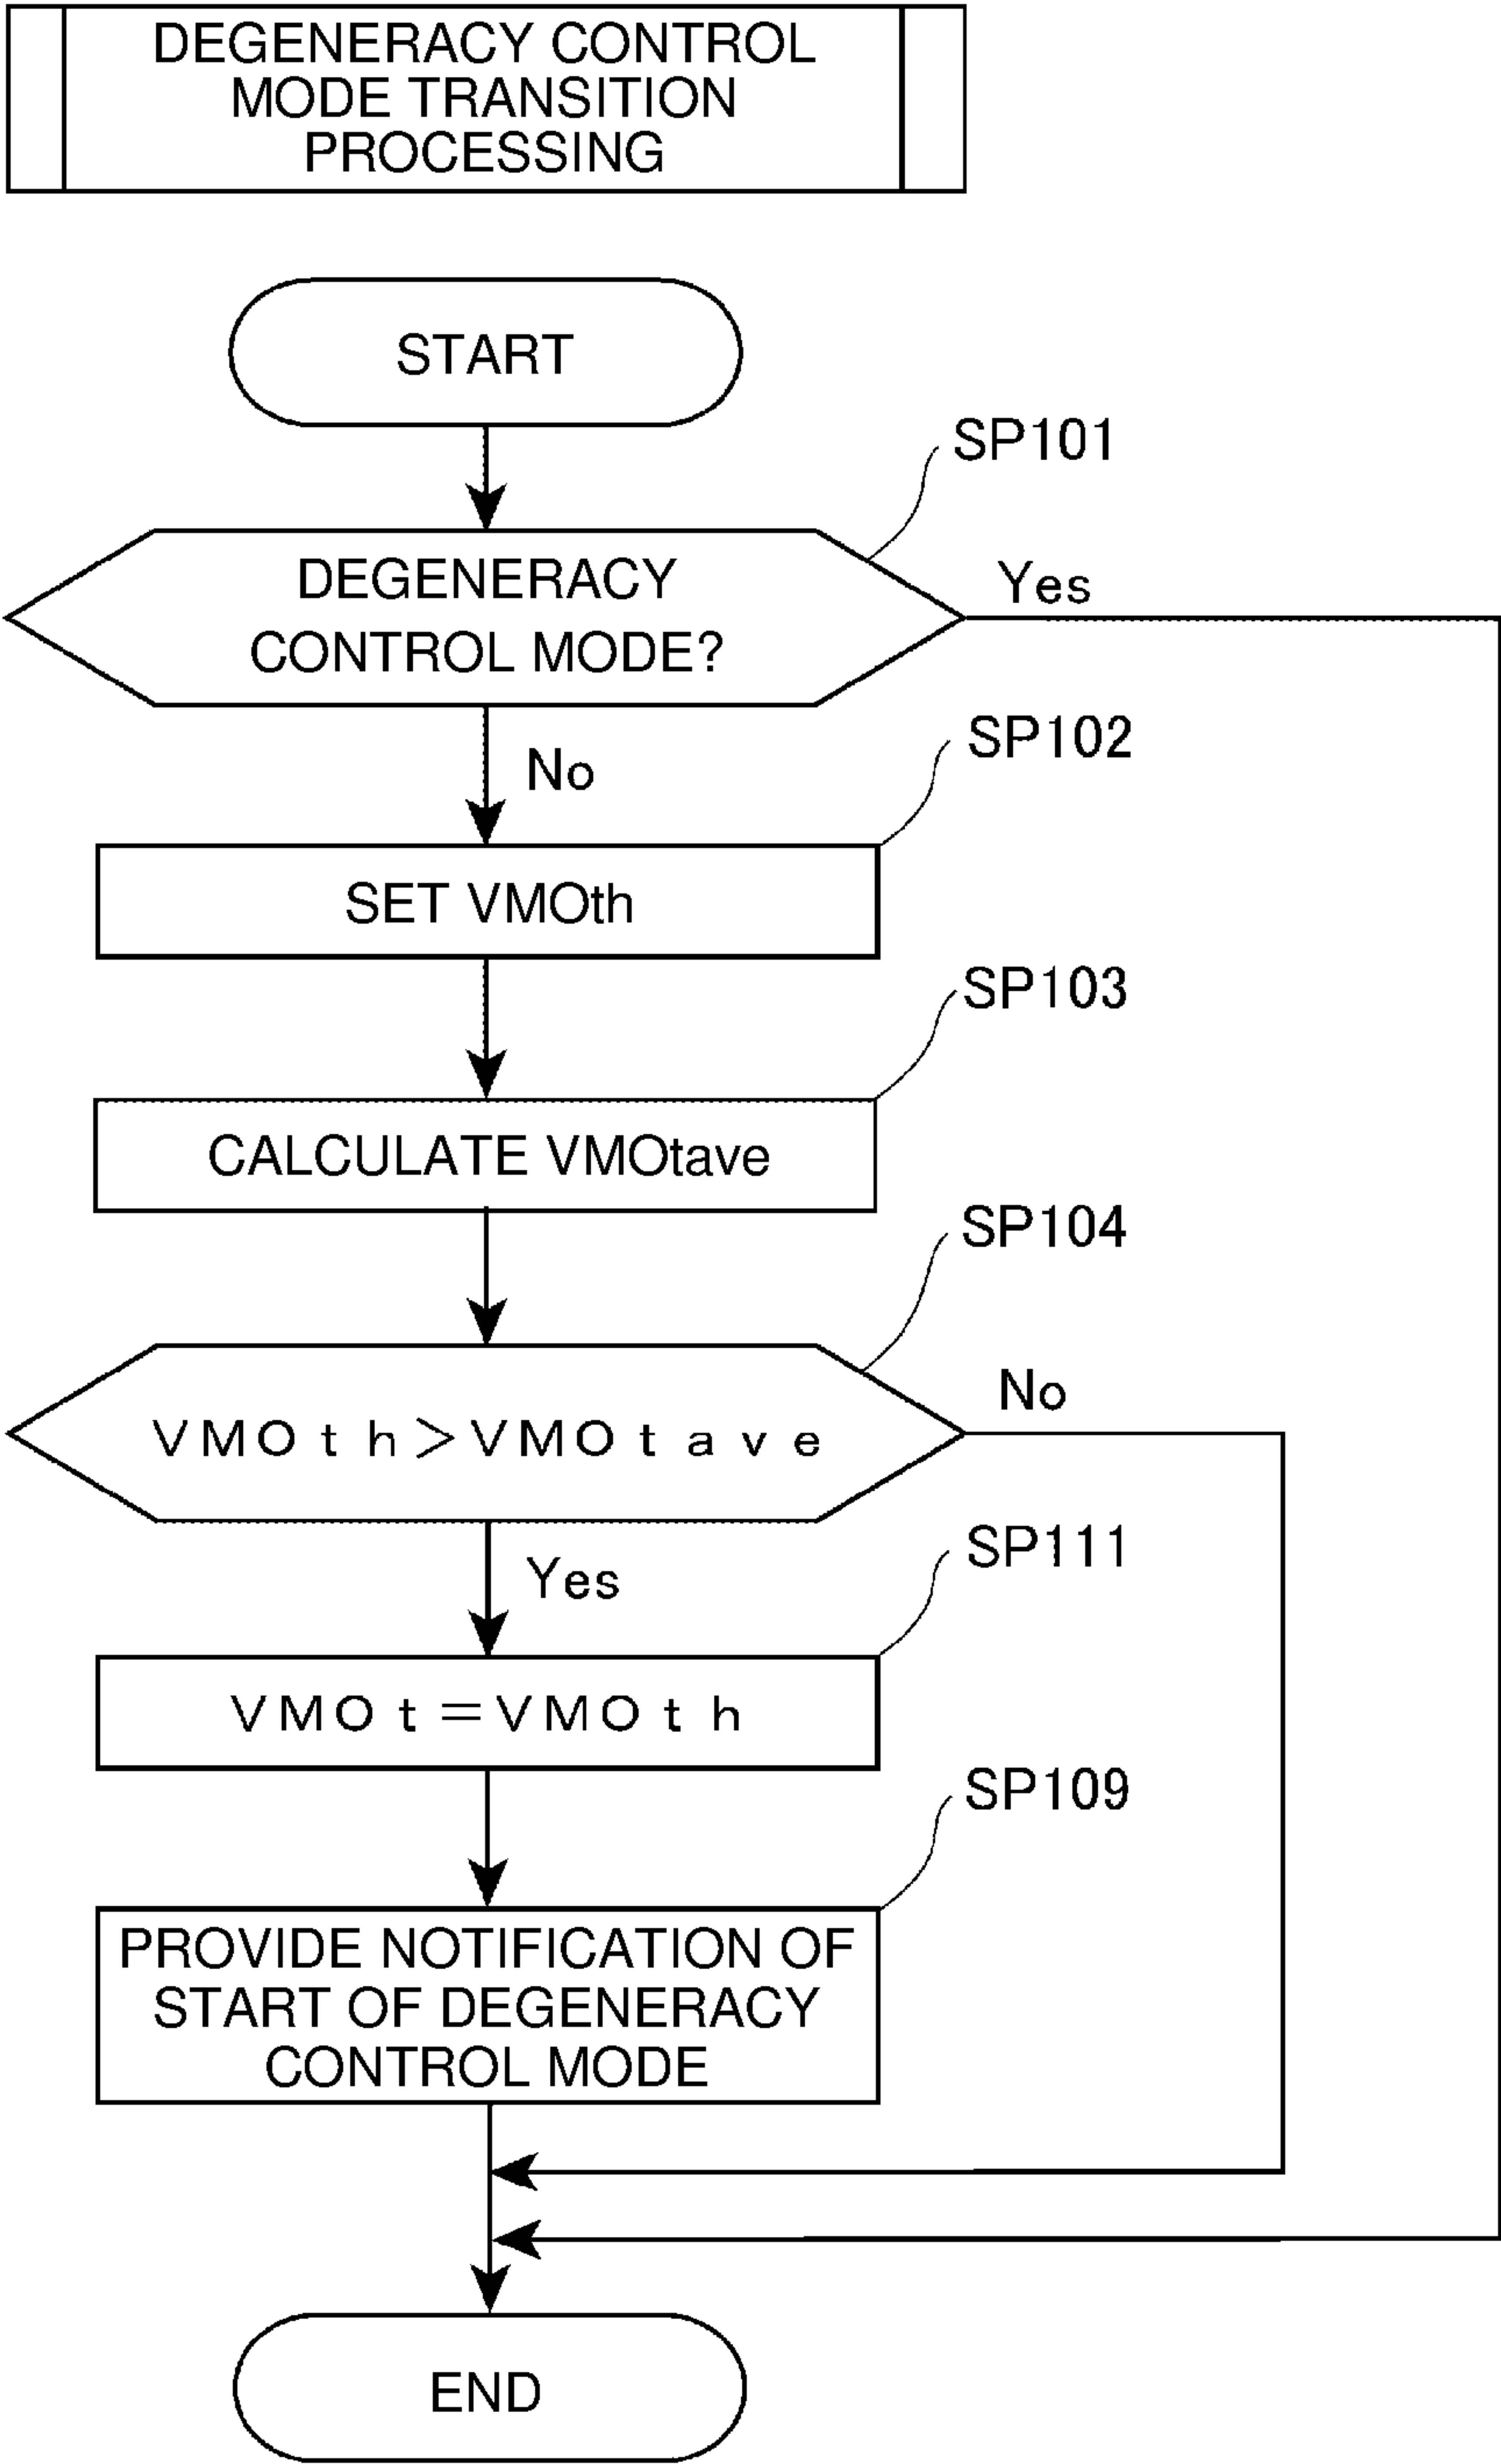 DEGENERACY CONTROL
MODE TRANSITION
PROCESSING
START
SP101
DEGENERACY
CONTROL MODE?
Yes
No
SP102
SET VMOth
SP103
CALCULATE VMOtave
SP104
VMOth>VMOtave
No
Yes
SP111
VMOt=VMOth
SP109
PROVIDE NOTIFICATION OF
START OF DEGENERACY
CONTROL MODE
END